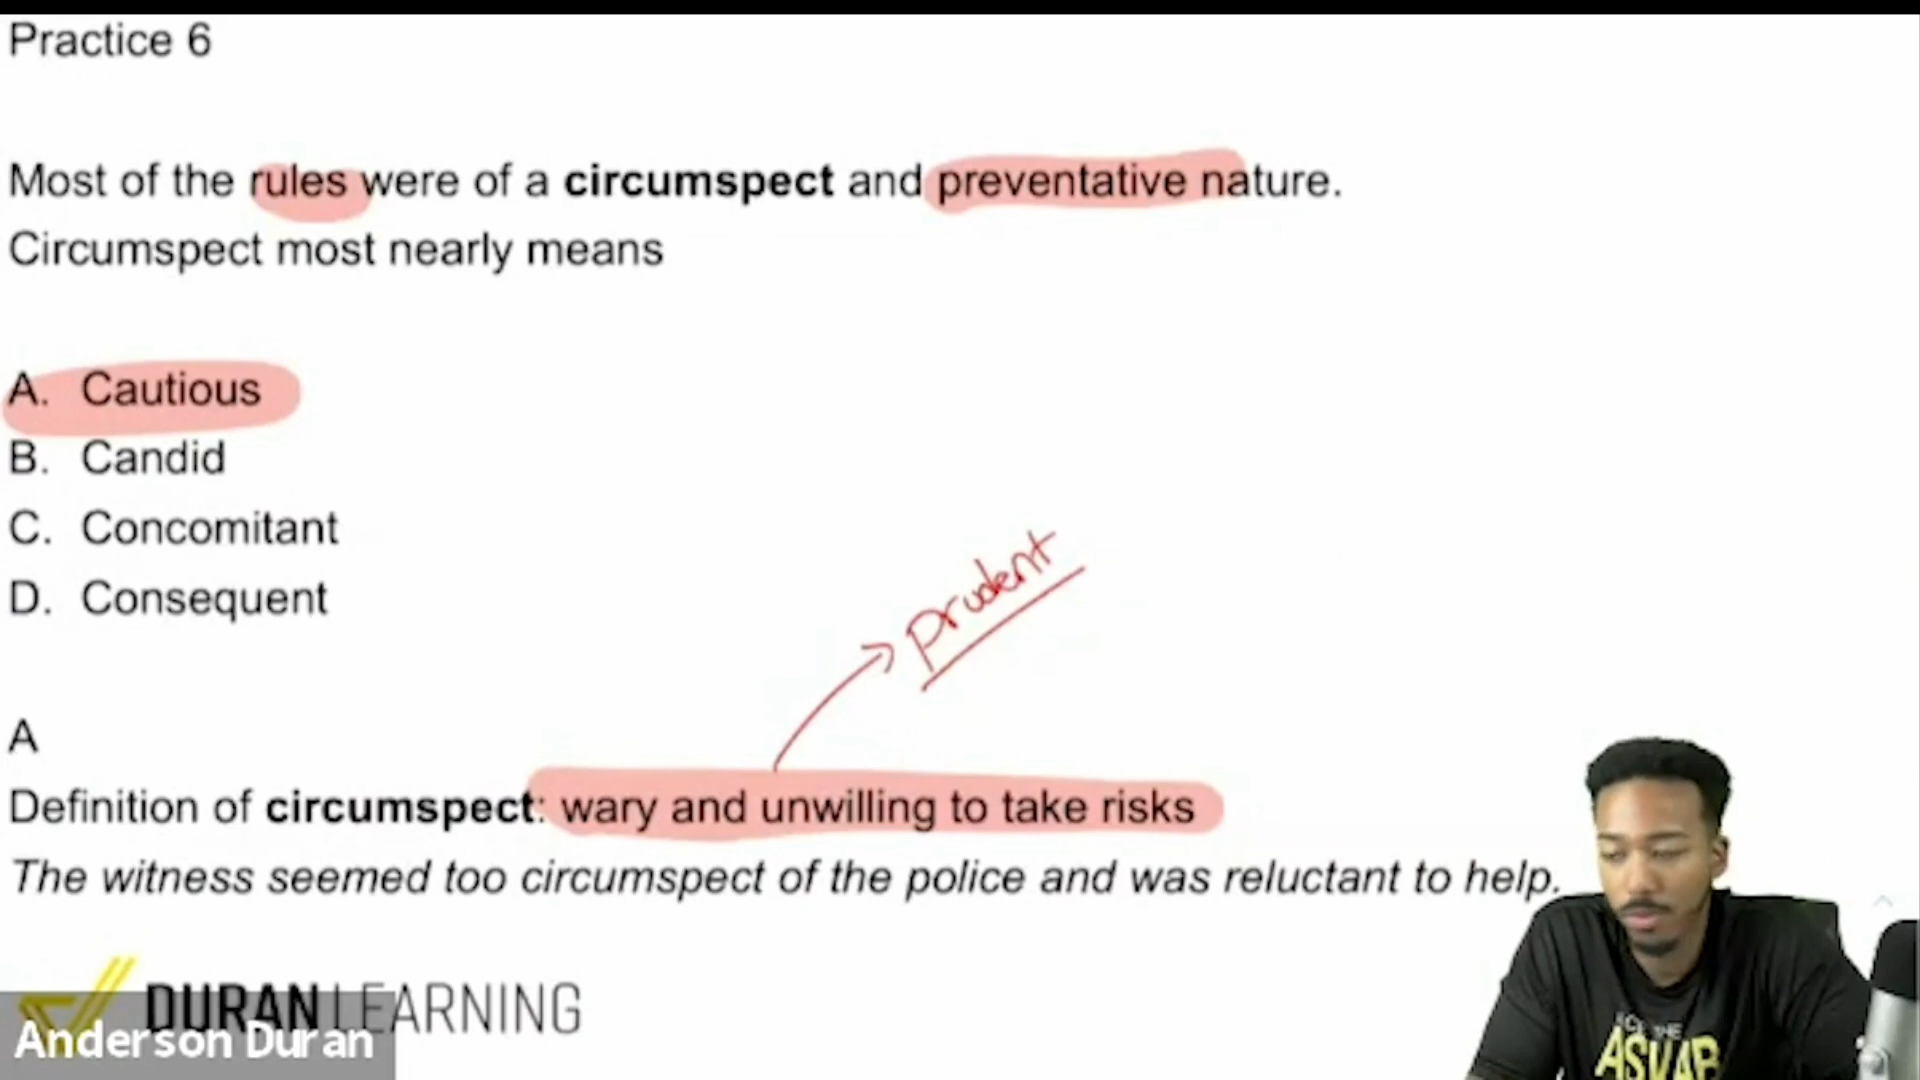 Practice 6
Most of the rules were of a circumspect and preventative nature.
Circumspect most nearly means
A. Cautious
B. Candid
C. Concomitant
D. Consequent
prudent
A
Definition of circumspect: wary and unwilling to take risks
The witness seemed too circumspect of the police and was reluctant to help.
DURAN LEARNING
Anderson Duran
THE
ASVAB